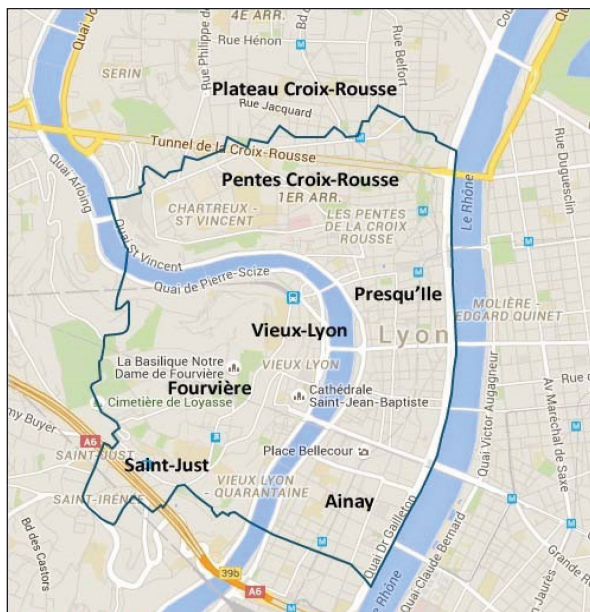 Quai Jo
4E ARR.
Bd d
Cou
Rue Philippe de
Rue Hénon
Rue Belfort
SERIN
Plateau Croix-Rousse
Rue Jacquard
Tunnel de la Croix-Rousse
Quai Arloing
Rue Duguesclin
Pentes Croix-Rousse
CHARTREUX -
ST VINCENT
1ER ARR.
LES PENTES
DE LA CROIX
ROUSSE
Le Rhône
Quai St Vincent
Quai de Pierre-Scize
Presqu'Ile
MOLIÈRE -
EDGARD QUINET
Vieux-Lyon
Lyon
La Basilique Notre
Dame de Fourvière
VIEUX LYON
Rue d
Fourvière
Cathédrale
Saint-Jean-Baptiste
Cimetière de Loyasse
my Buyer
A6
Quai Victor Augagneur
Av Maréchal de Saxe
SAINT-JUST
Saint-Just
Place Bellecour
SAINT-IRÉNÉE
VIEUX LYON -
QUARANTAINE
Ainay
Bd des Castors
Quai Dr Gailleton
Quai Claude Bernard
Grande Ru
39b
A6
e Rhône
Jaurès